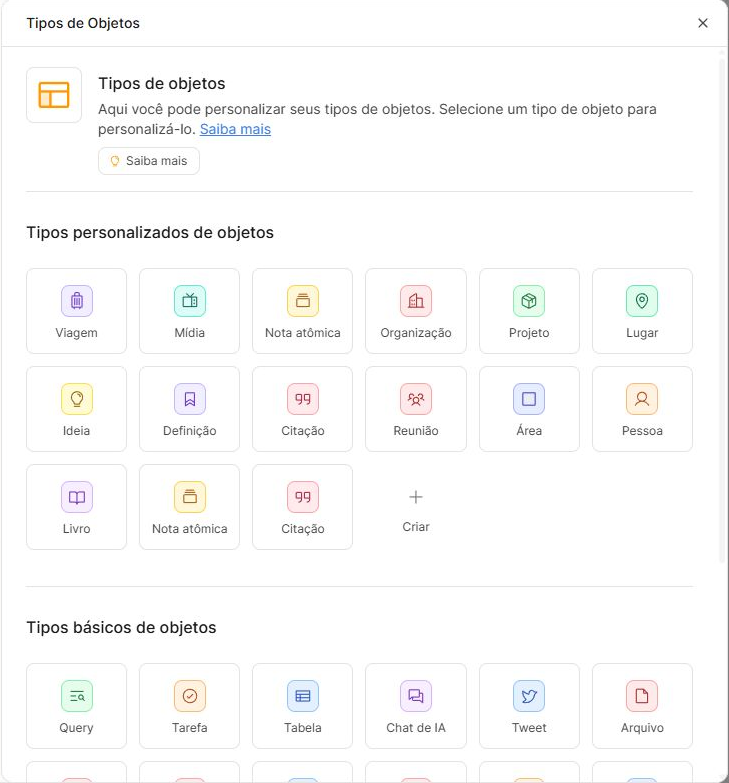 Tipos de Objetos
Tipos de objetos
Aqui você pode personalizar seus tipos de objetos. Selecione um tipo de objeto para
personalizá-lo. Saiba mais
Saiba mais
Tipos personalizados de objetos
Viagem Mídia Nota atômica Organização Projeto Lugar
Ideia Definição Citação Reunião Área Pessoa
Livro Nota atômica Citação Criar
Tipos básicos de objetos
Query Tarefa Tabela Chat de IA Tweet Arquivo